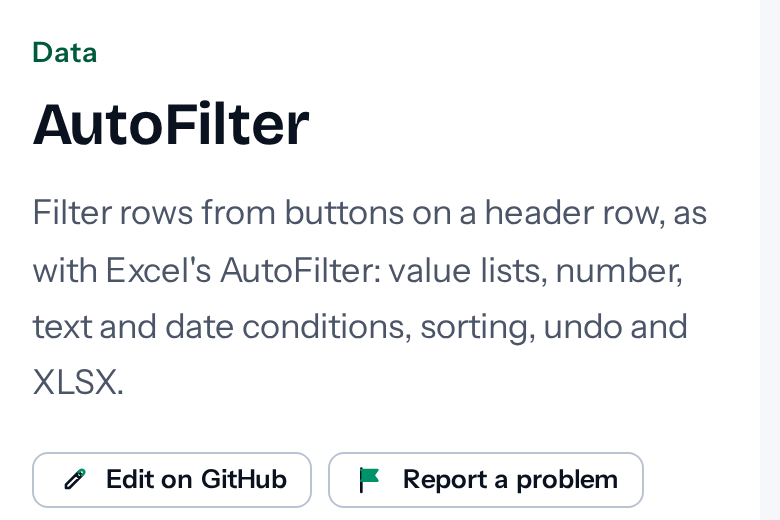 Data
AutoFilter
Filter rows from buttons on a header row, as
with Excel's AutoFilter: value lists, number,
text and date conditions, sorting, undo and
XLSX.
Edit on GitHub
Report a problem